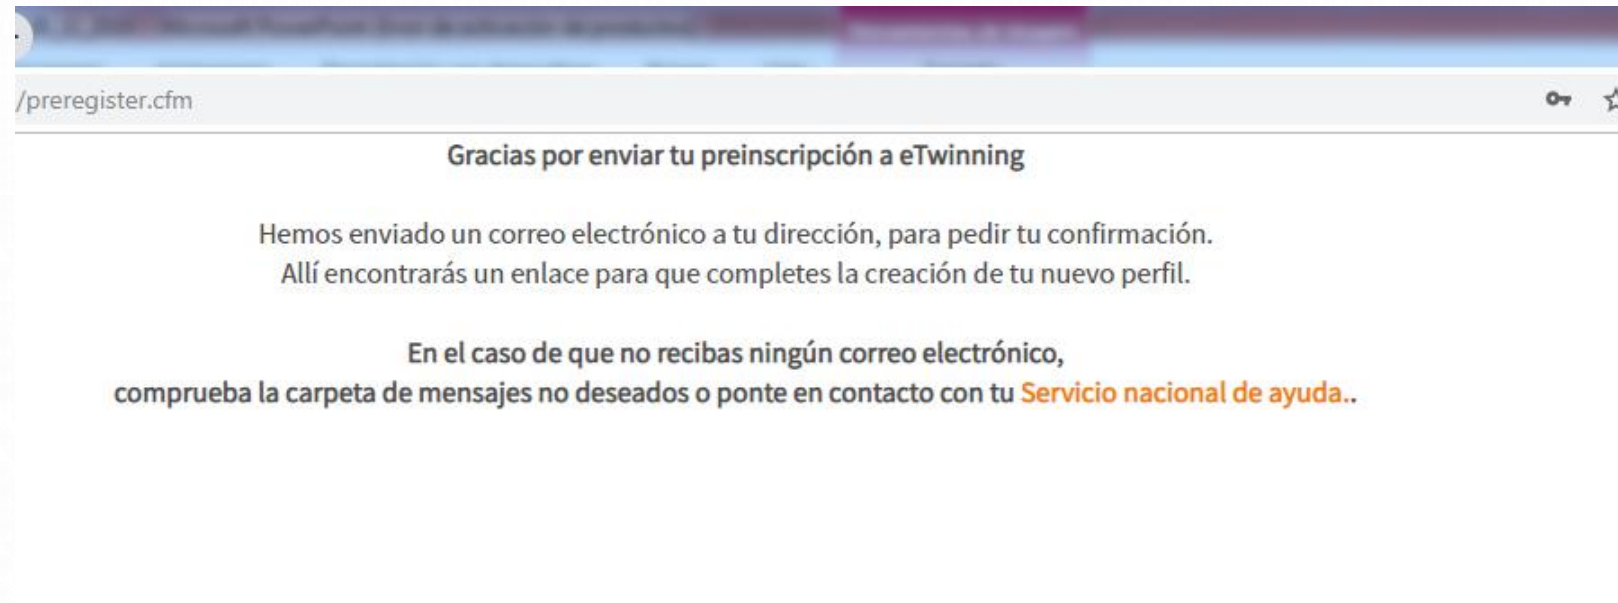 /preregister.cfm
Gracias por enviar tu preinscripción a eTwinning
Hemos enviado un correo electrónico a tu dirección, para pedir tu confirmación.
Allí encontrarás un enlace para que completes la creación de tu nuevo perfil.
En el caso de que no recibas ningún correo electrónico,
comprueba la carpeta de mensajes no deseados o ponte en contacto con tu Servicio nacional de ayuda..